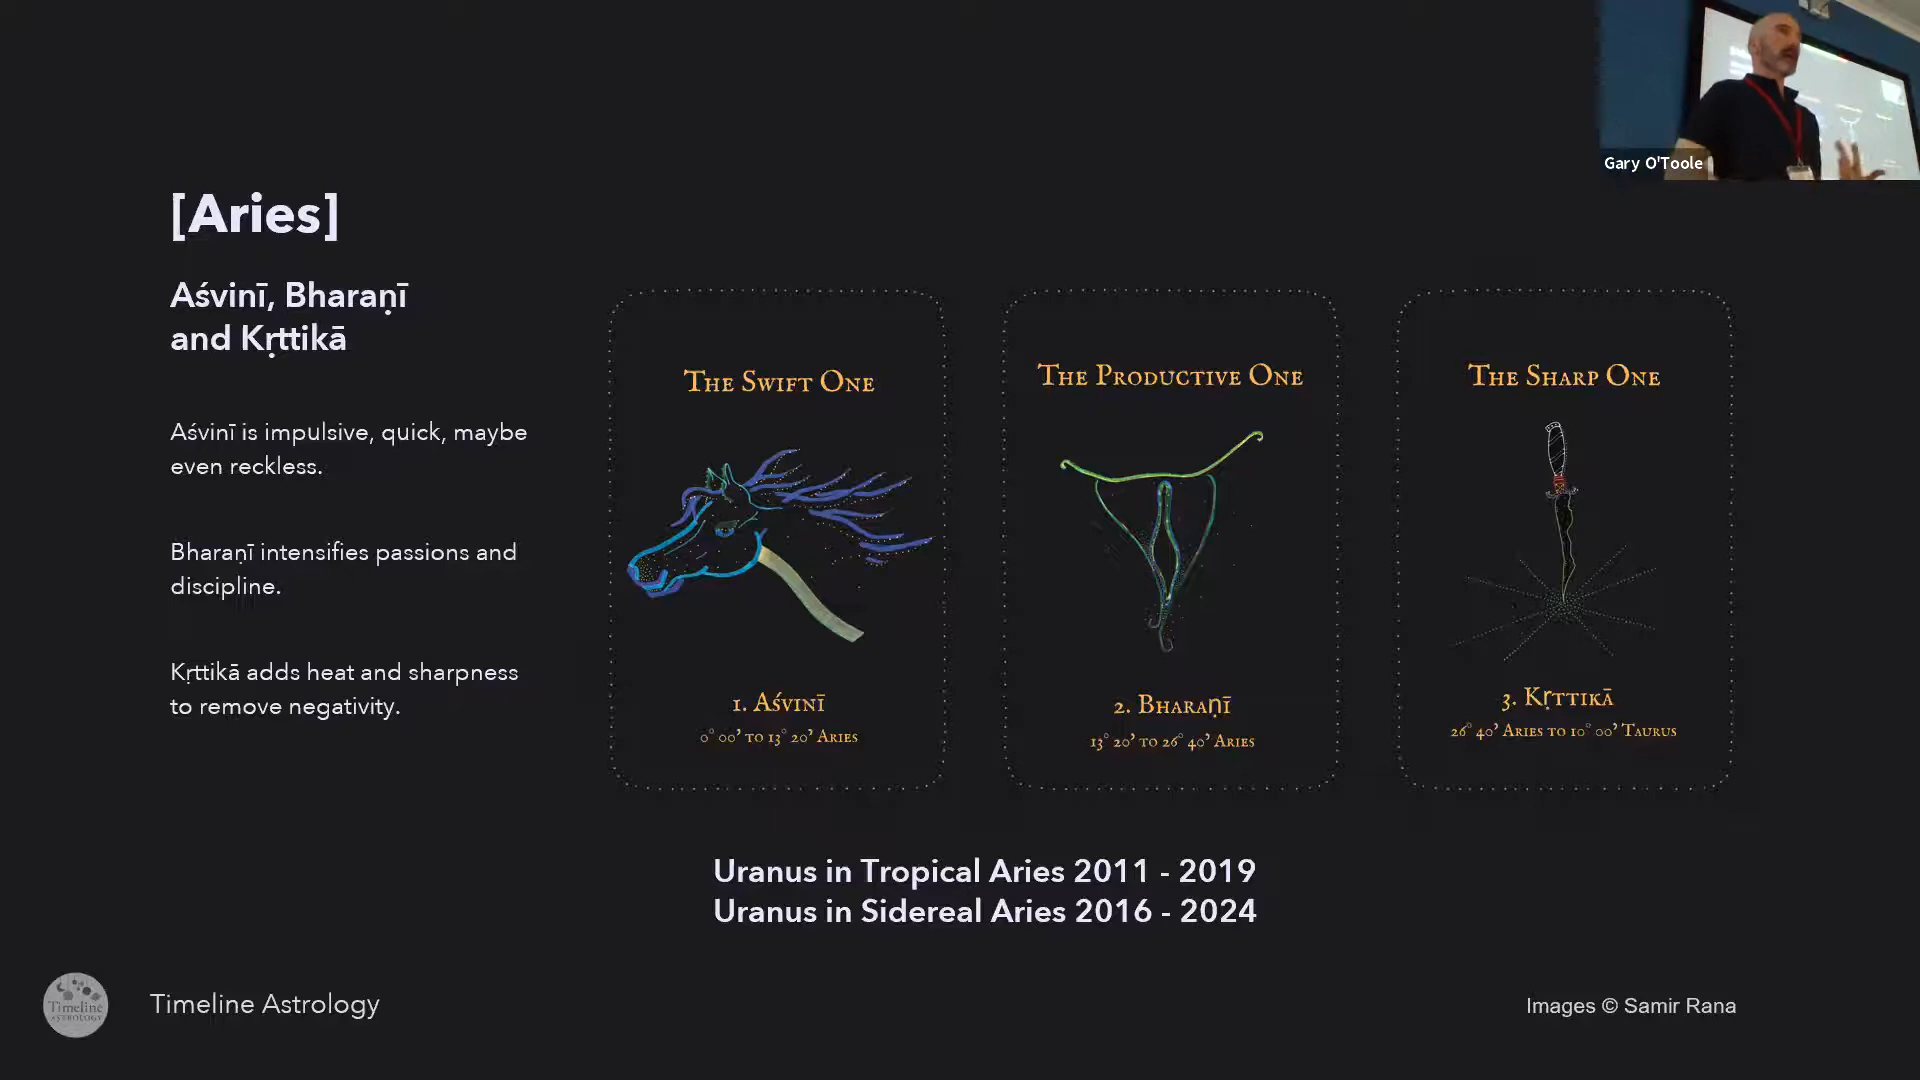 Gary O'Toole
[Aries]
Aśvinī, Bharaṇī
and Kṛttikā
Aśvinī is impulsive, quick, maybe
even reckless.
Bharaṇī intensifies passions and
discipline.
Kṛttikā adds heat and sharpness
to remove negativity.
The Swift One
1. Aśvinī
0° 00' to 13° 20' Aries
The Productive One
2. Bharaṇī
13° 20' to 26° 40' Aries
The Sharp One
3. Kṛttikā
26° 40' Aries to 10° 00' Taurus
Uranus in Tropical Aries 2011 - 2019
Uranus in Sidereal Aries 2016 - 2024
Timeline
ASTROLOGY
Timeline Astrology
Images © Samir Rana